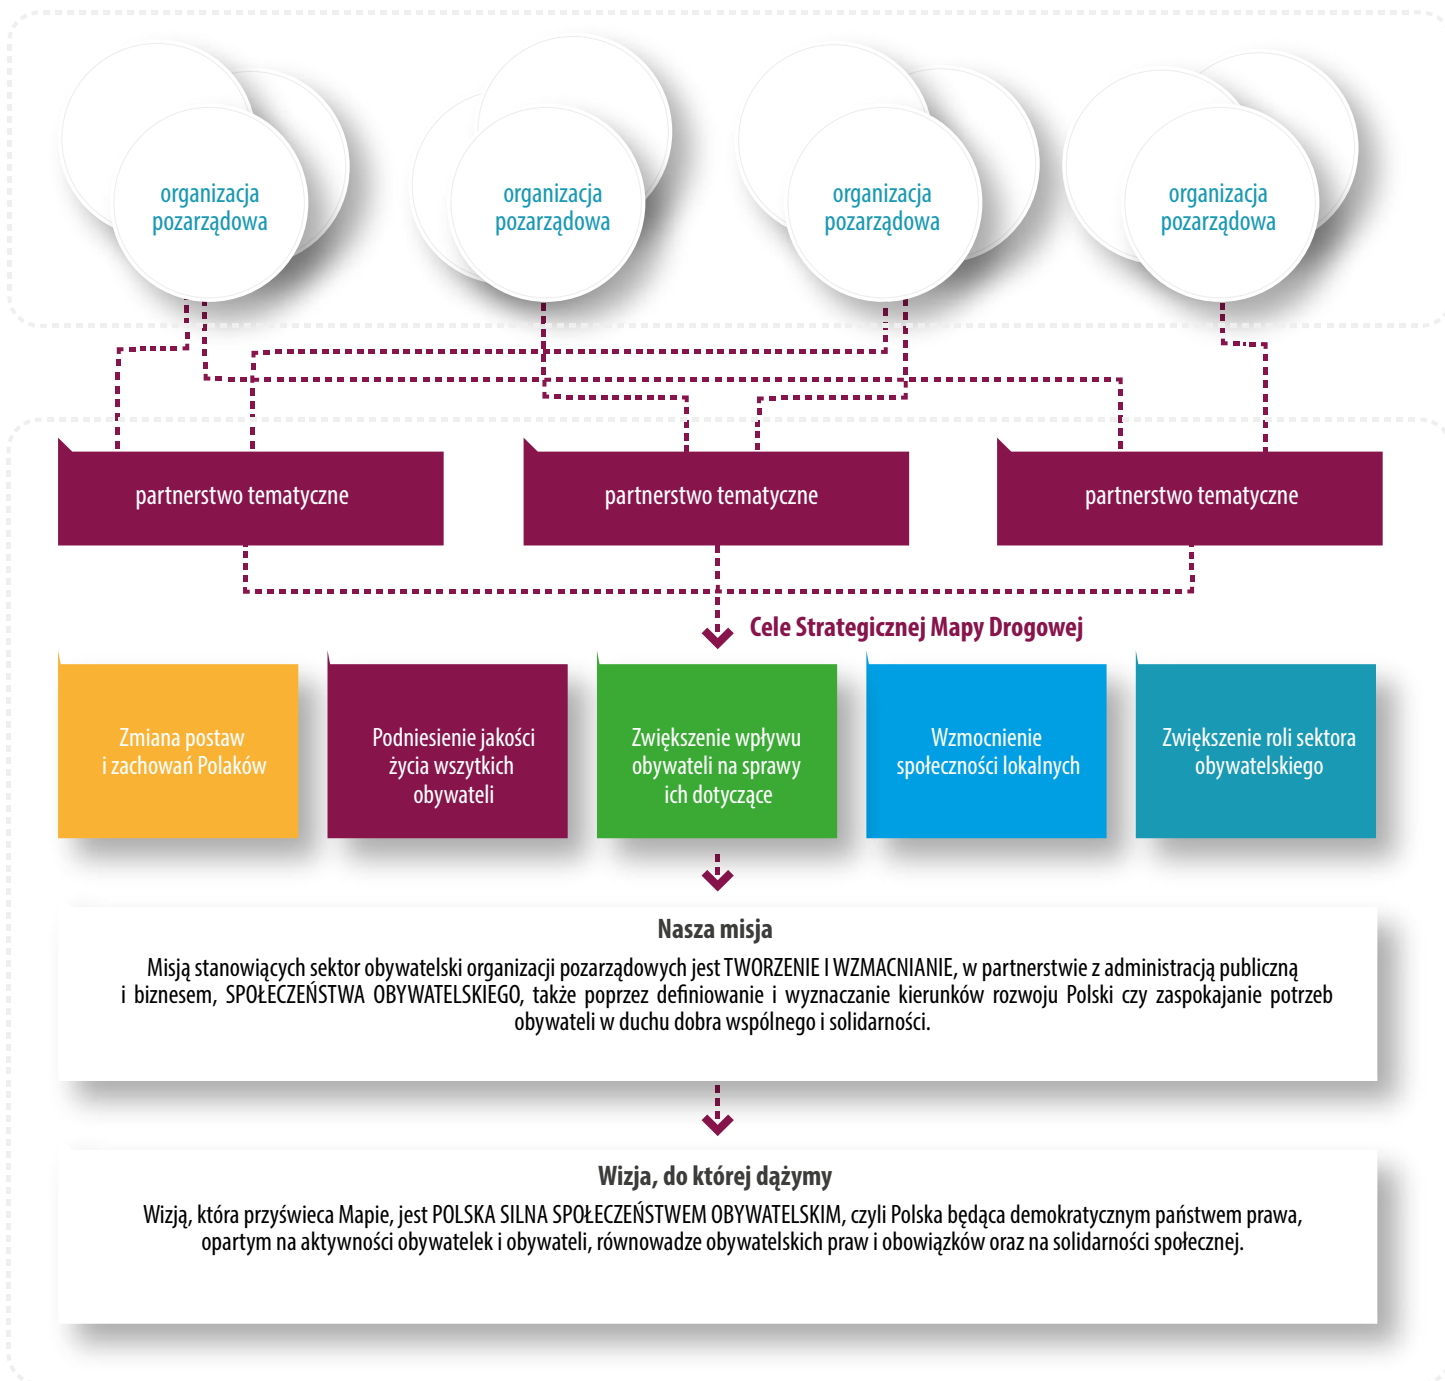 organizacja
pozarządowa
organizacja
pozarządowa
organizacja
pozarządowa
organizacja
pozarządowa
partnerstwo tematyczne
partnerstwo tematyczne
partnerstwo tematyczne
Cele Strategicznej Mapy Drogowej
Zmiana postaw
i zachowań Polaków
Podniesienie jakości
życia wszytkich
obywateli
Zwiększenie wpływu
obywateli na sprawy
ich dotyczące
Wzmocnienie
społeczności lokalnych
Zwiększenie roli sektora
obywatelskiego
Nasza misja
Misją stanowiących sektor obywatelski organizacji pozarządowych jest TWORZENIE I WZMACNIANIE, w partnerstwie z administracją publiczną
i biznesem, SPOŁECZEŃSTWA OBYWATELSKIEGO, także poprzez definiowanie i wyznaczanie kierunków rozwoju Polski czy zaspokajanie potrzeb
obywateli w duchu dobra wspólnego i solidarności.
Wizja, do której dążymy
Wizją, która przyświeca Mapie, jest POLSKA SILNA SPOŁECZEŃSTWEM OBYWATELSKIM, czyli Polska będąca demokratycznym państwem prawa,
opartym na aktywności obywatelek i obywateli, równowadze obywatelskich praw i obowiązków oraz na solidarności społecznej.